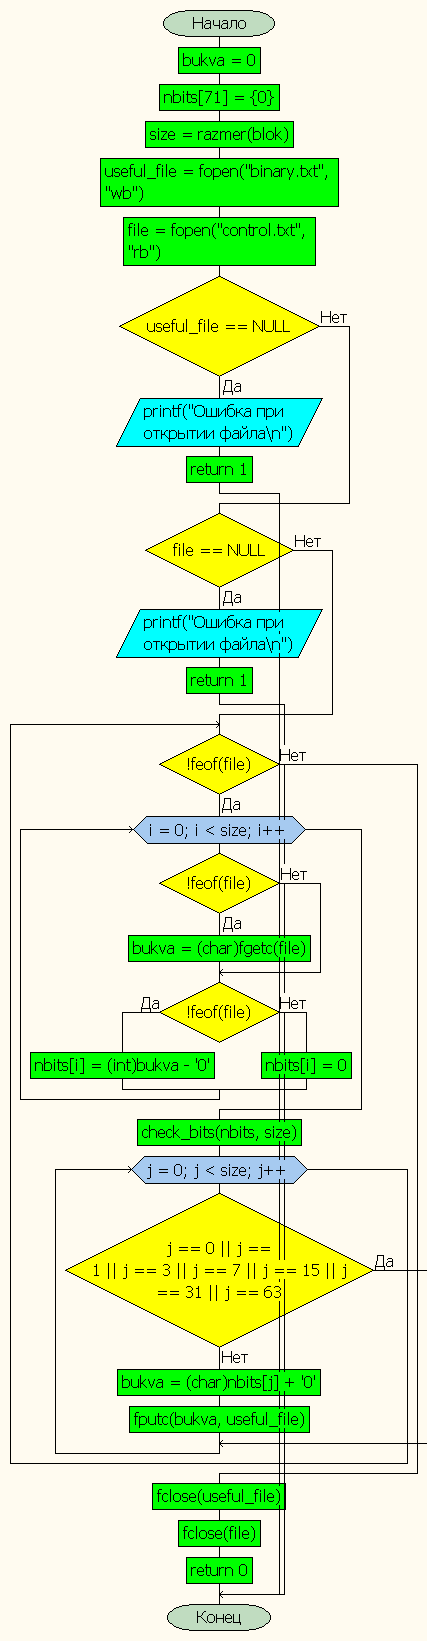 Начало
bukva = 0
nbits[71] = {0}
size = razmer(blok)
useful_file = fopen("binary.txt",
"wb")
file = fopen("control.txt",
"rb")
Нет
useful_file == NULL
Да
printf("Ошибка при
открытии файла\n")
return 1
Нет
file == NULL
Да
printf("Ошибка при
открытии файла\n")
return 1
Нет
!feof(file)
Да
i = 0; i < size; i++
Нет
!feof(file)
Да
bukva = (char)fgetc(file)
Да
Нет
!feof(file)
nbits[i] = (int)bukva - '0'
nbits[i] = 0
check_bits(nbits, size)
j = 0; j < size; j++
j == 0 || j ==
Да
1 || j == 3 || j == 7 || j == 15 || j
== 31 || j == 63
Нет
bukva = (char)nbits[j] + '0'
fputc(bukva, useful_file)
fclose(useful_file)
fclose(file)
return 0
Конец